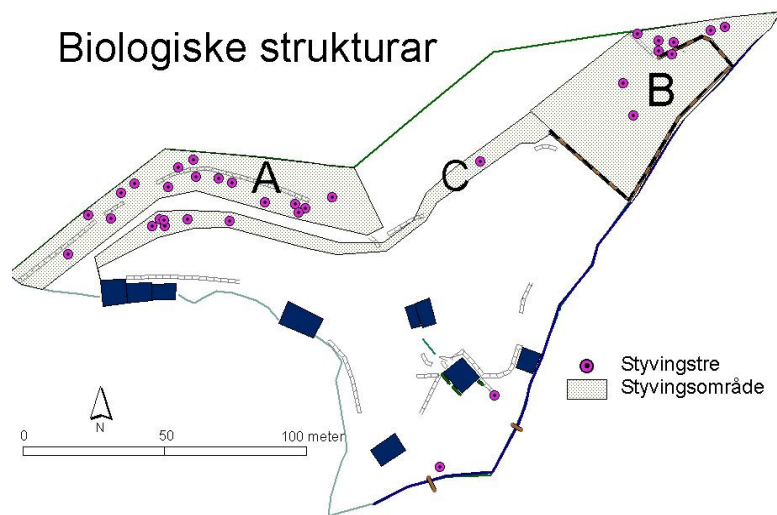 Biologiske strukturar
A
B
C
Styvingstre
Styvingsområde
N
0 50 100 meter